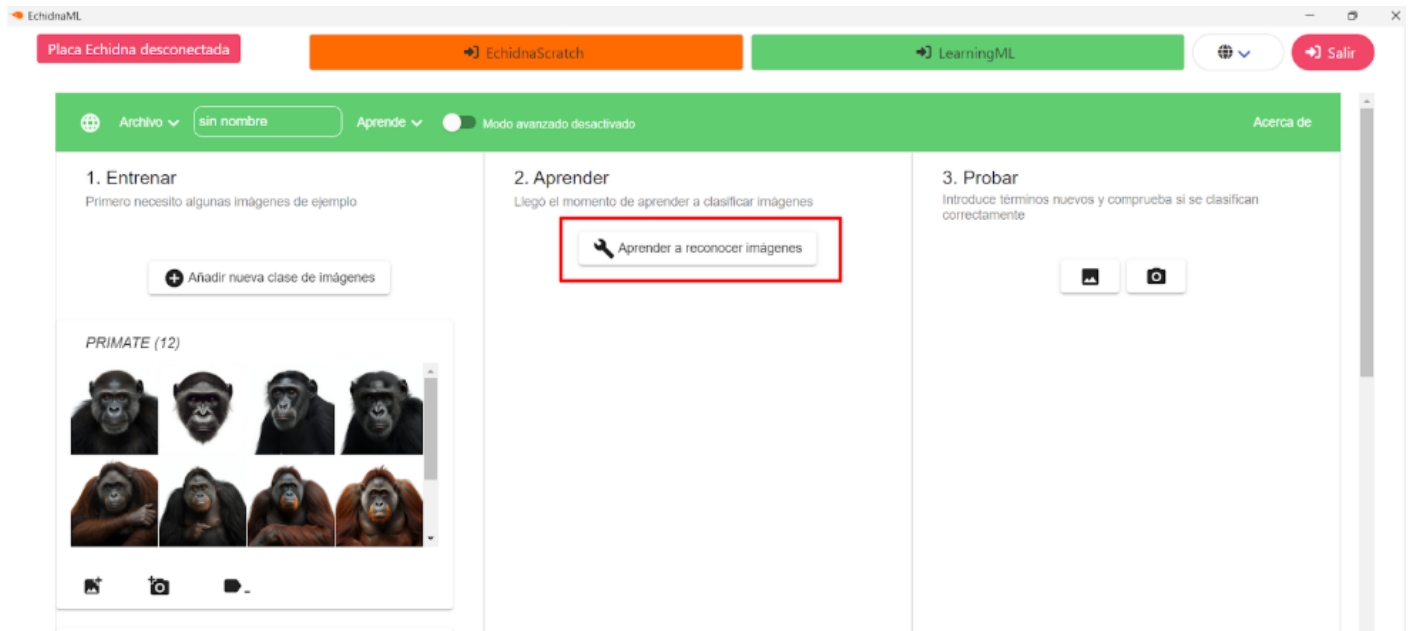 EchidnaML
Placa Echidna desconectada
EchidnaScratch
LearningML
Salir
Archivo
sin nombre
Aprende
Modo avanzado desactivado
Acerca de
1. Entrenar
Primero necesito algunas imágenes de ejemplo
Añadir nueva clase de imágenes
PRIMATE (12)
2. Aprender
Llegó el momento de aprender a clasificar imágenes
Aprender a reconocer imágenes
3. Probar
Introduce términos nuevos y comprueba si se clasifican
correctamente